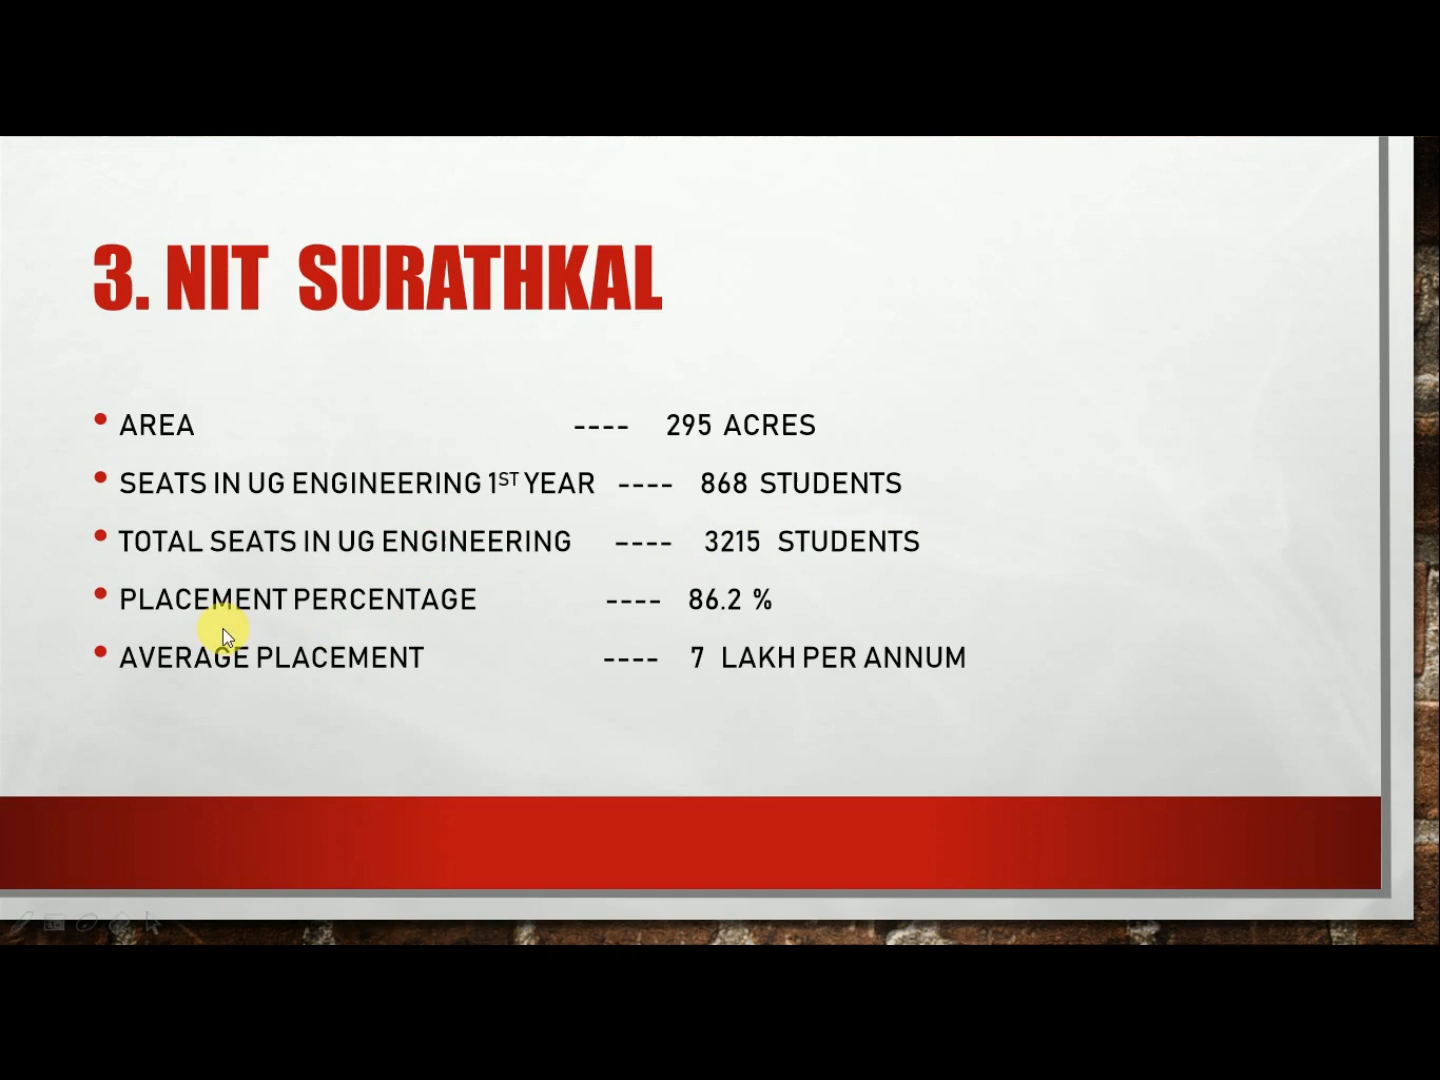 3. NIT SURATHKAL
• AREA ---- 295 ACRES
• SEATS IN UG ENGINEERING 1ST YEAR ---- 868 STUDENTS
• TOTAL SEATS IN UG ENGINEERING ---- 3215 STUDENTS
• PLACEMENT PERCENTAGE ---- 86.2 %
• AVERAGE PLACEMENT ---- 7 LAKH PER ANNUM